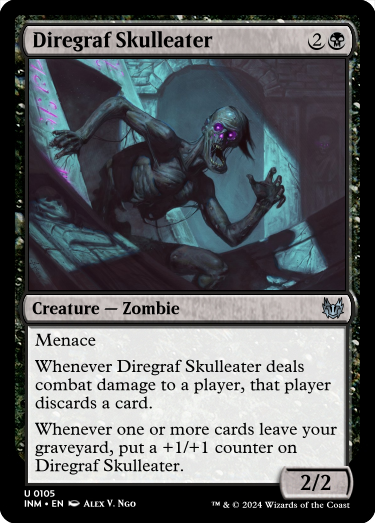 Diregraf Skulleater 2
Creature — Zombie
Menace
Whenever Diregraf Skulleater deals
combat damage to a player, that player
discards a card.
Whenever one or more cards leave your
graveyard, put a +1/+1 counter on
Diregraf Skulleater.
2/2
U 0105
INM • EN Alex V. Ngo
™ & © 2024 Wizards of the Coast